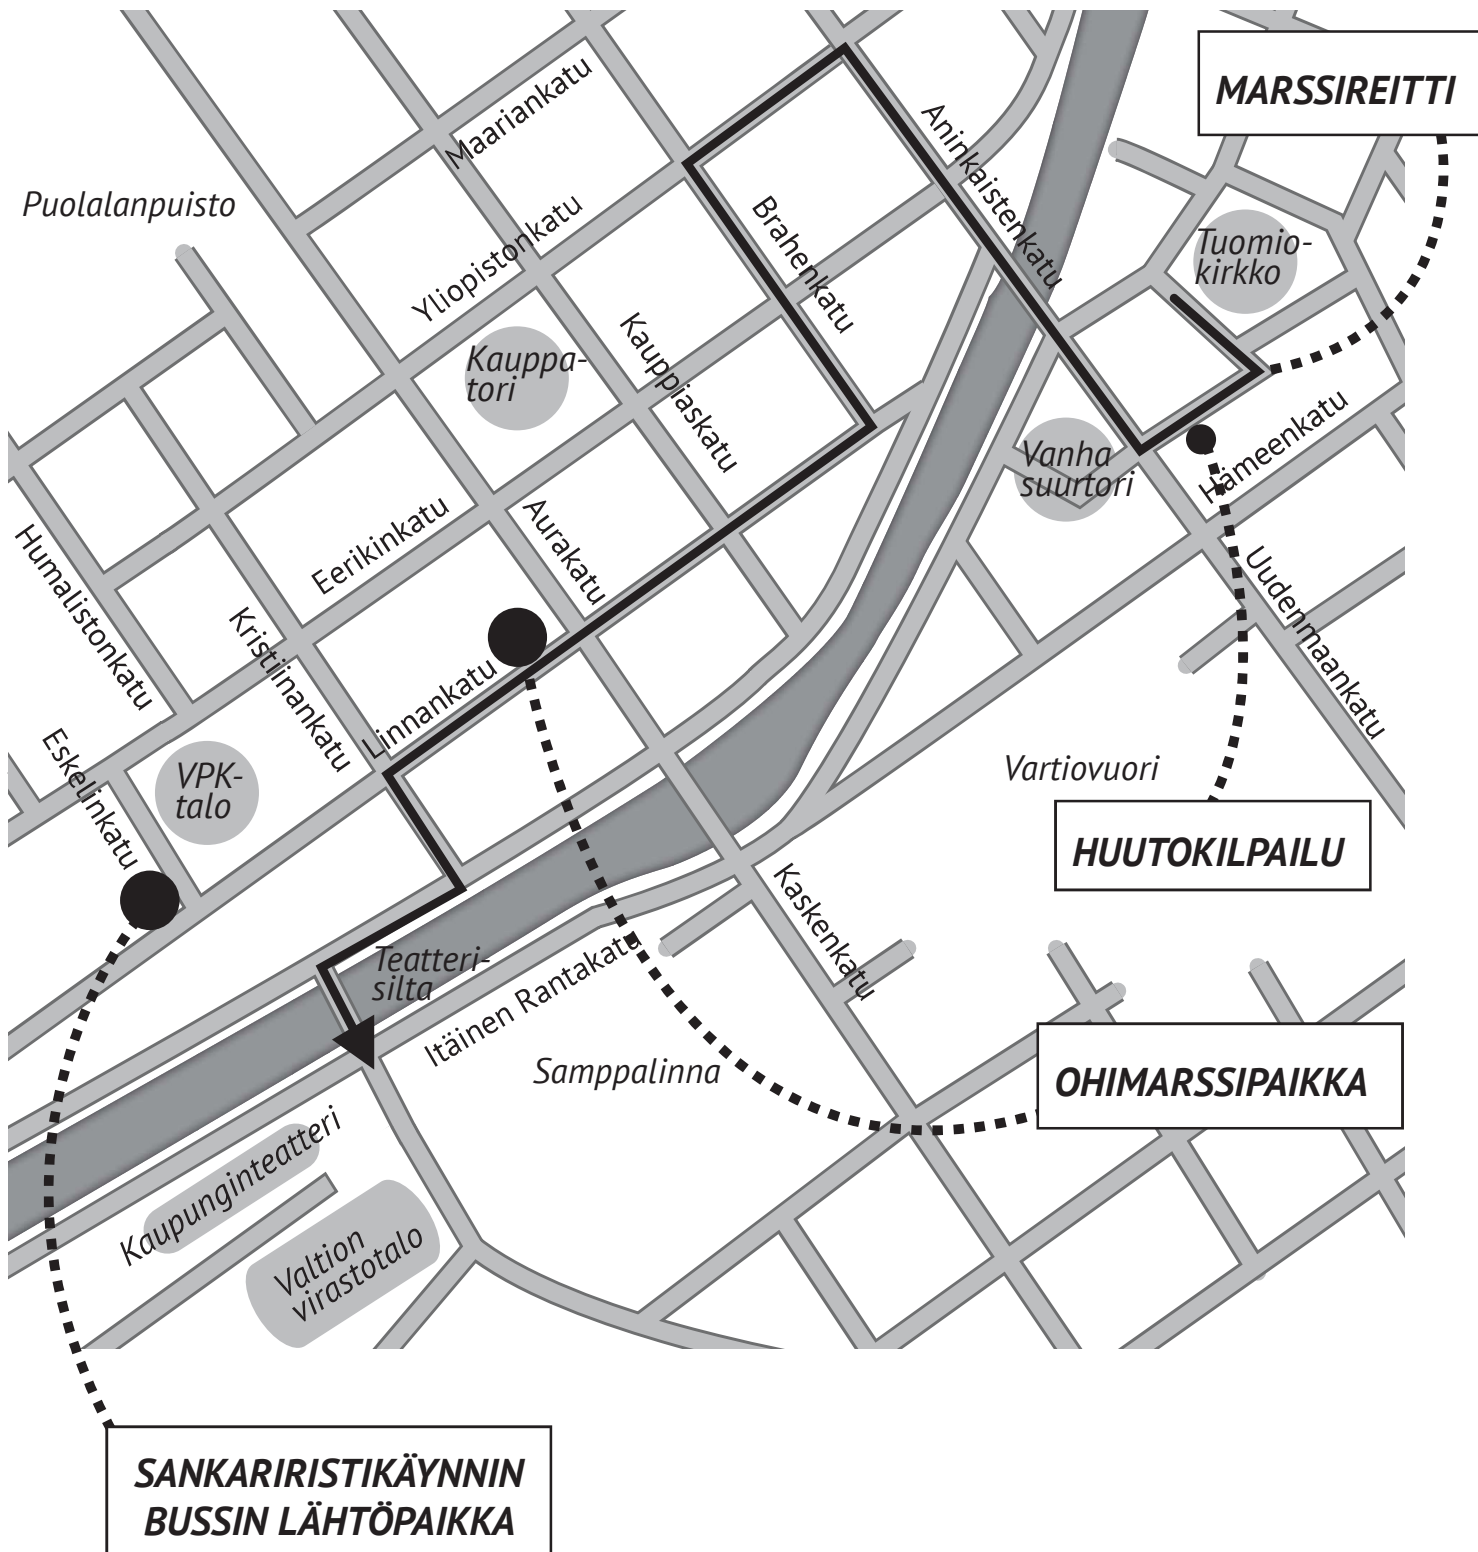 MARSSIREITTI
Maariankatu
Aninkaistenkatu
Puolalanpuisto
Yliopistonkatu
Brahenkatu
Tuomio-
kirkko
Kauppa-
tori
Kauppiaskatu
Hämeenkatu
Vanha
suurtori
Eerikinkatu
Aurakatu
Humalistonkatu
Kristiinankatu
Linnankatu
Uudenmaankatu
Eskelinkatu
VPK-
talo
Vartiovuori
HUUTOKILPAILU
Kaskenkatu
Teatteri-
silta
Itäinen Rantakatu
Samppalinna
OHIMARSSIPAIKKA
Kaupunginteatteri
Valtion
virastotalo
SANKARIRISTIKÄYNNIN
BUSSIN LÄHTÖPAIKKA